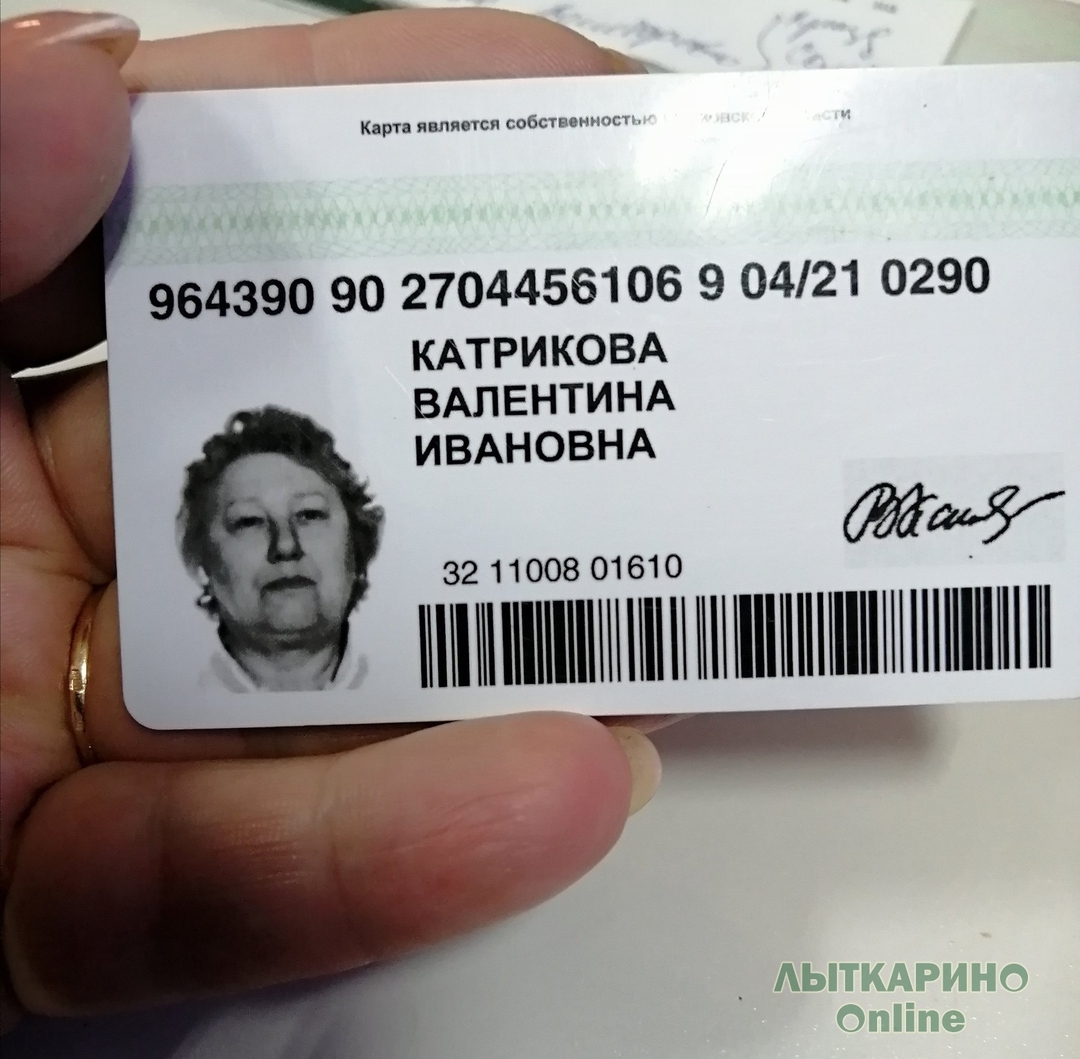 Карта является собственностью
964390 90 2704456106 9 04/21 0290
КАТРИКОВА
ВАЛЕНТИНА
ИВАНОВНА
32 11008 01610
ЛЫТКАРИНО
Online